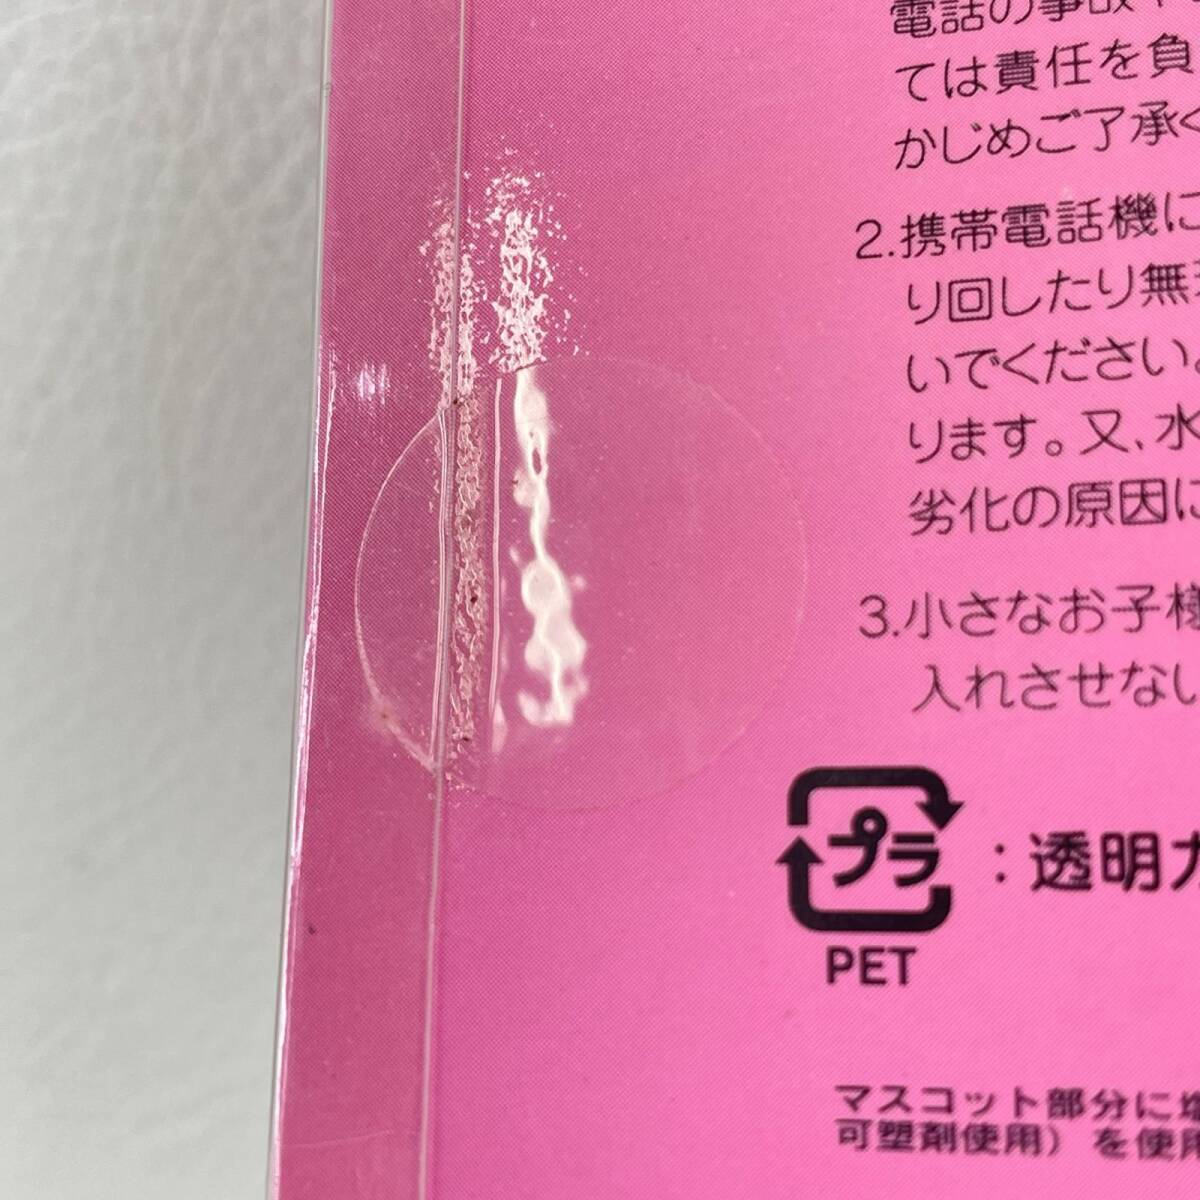 電話の事故や
ては責任を負
かじめご了承く
2.携帯電話機に
り回したり無
いでください。
ります。又、水
劣化の原因に
3.小さなお子様
入れさせない
プラ
：透明カ
PET
マスコット部分に塩
可塑剤使用）を使用